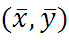 (x̄, ȳ)